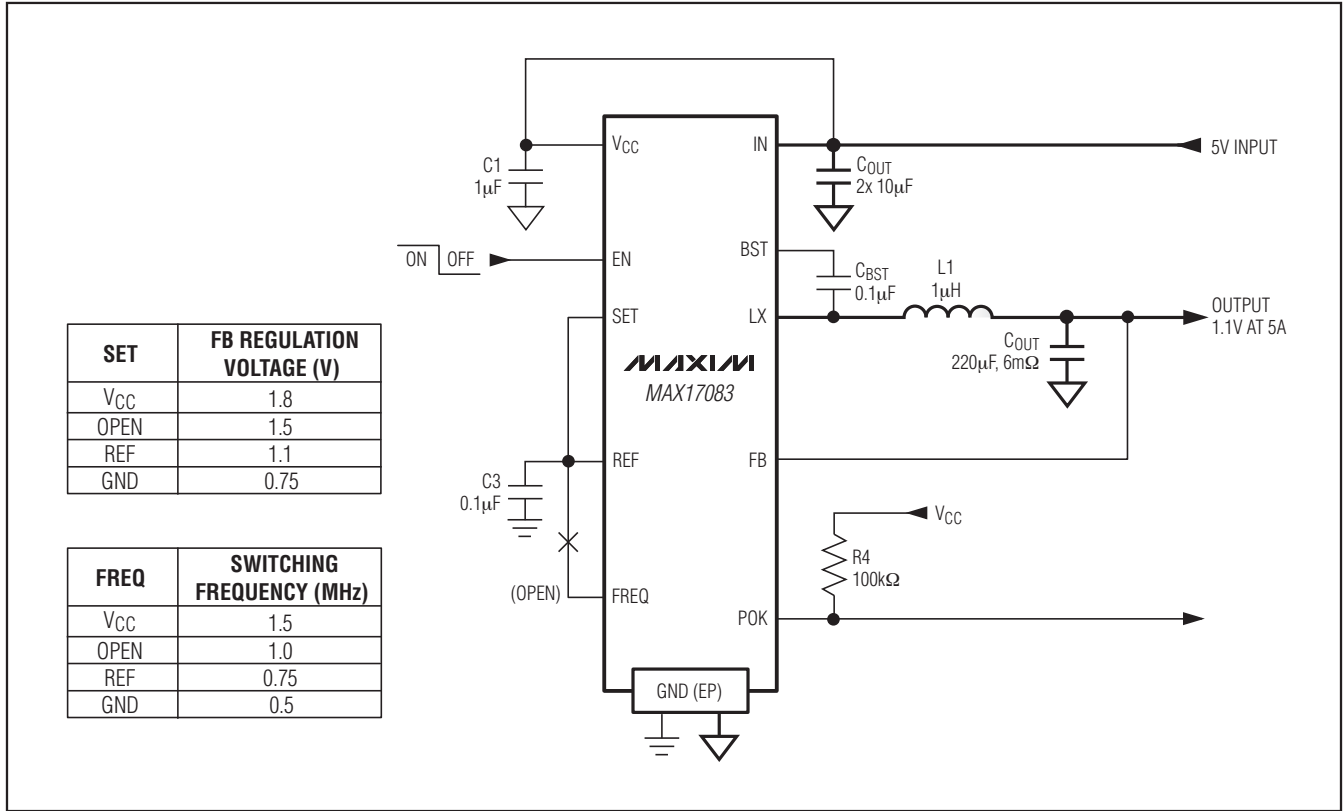 VCC
IN
5V INPUT
C1
1µF
COUT
2x 10µF
ON OFF
EN
BST
CBST
0.1µF
L1
1µH
SET
LX
OUTPUT
1.1V AT 5A
COUT
220µF, 6mΩ
MAXIM
MAX17083
SET FB REGULATION VOLTAGE (V)
VCC 1.8
OPEN 1.5
REF 1.1
GND 0.75
REF
FB
C3
0.1µF
VCC
R4
100kΩ
(OPEN)
FREQ
POK
FREQ SWITCHING FREQUENCY (MHz)
VCC 1.5
OPEN 1.0
REF 0.75
GND 0.5
GND (EP)